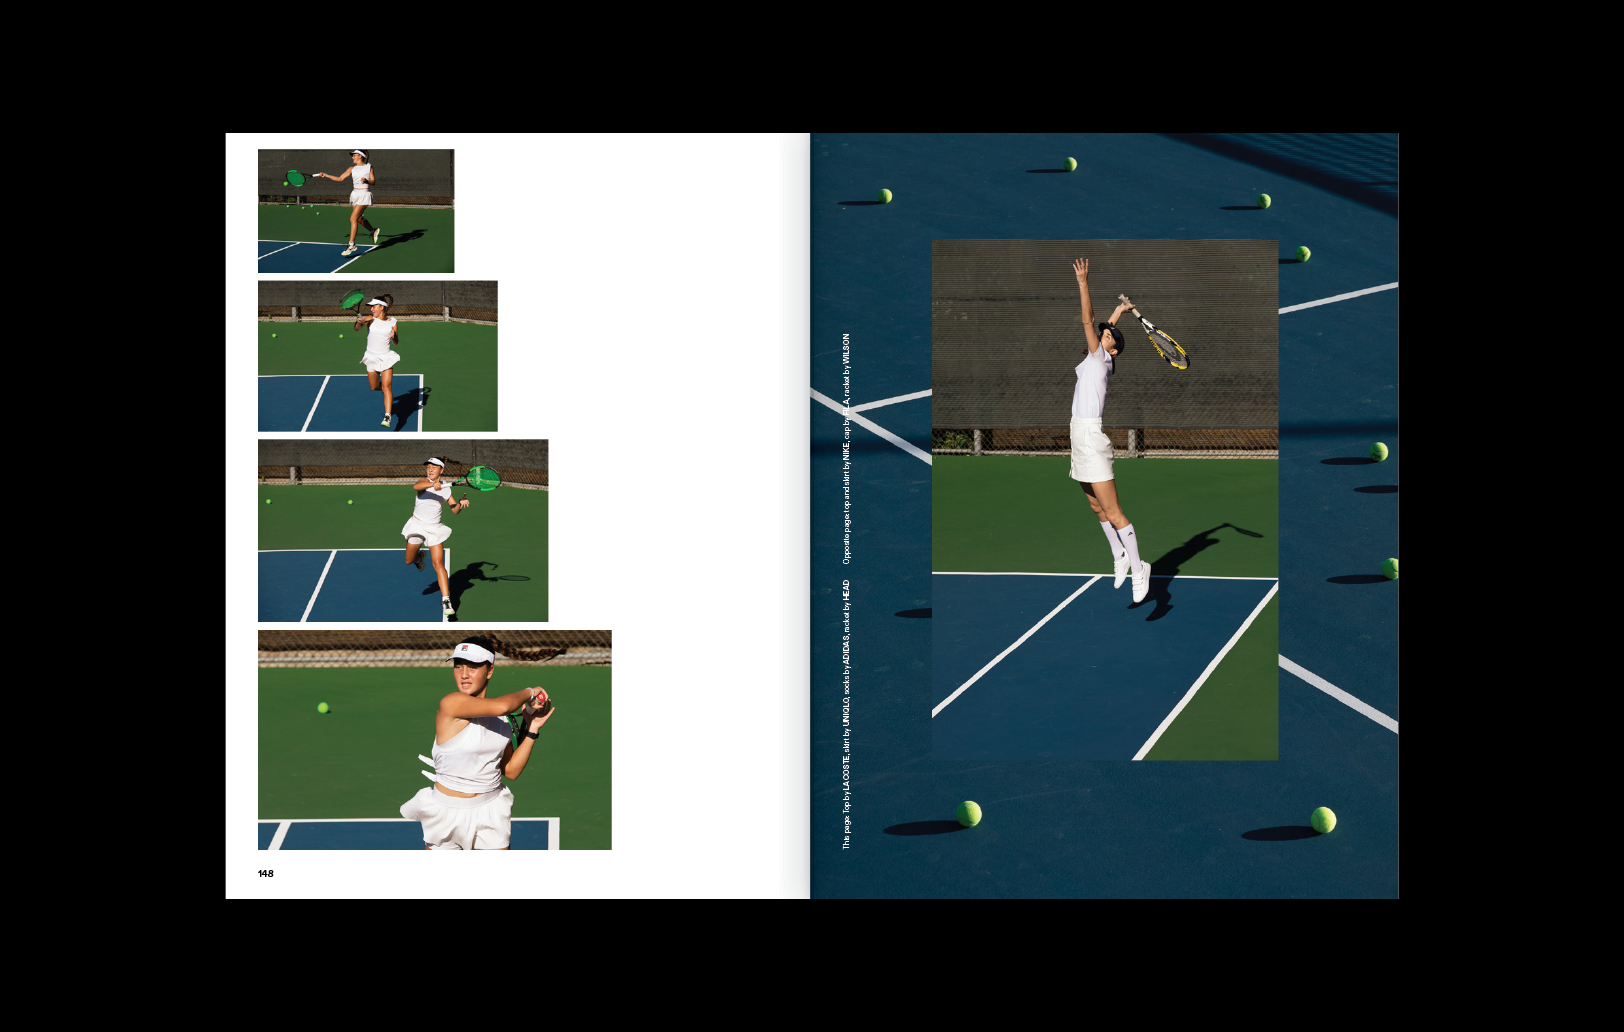 148
This page: Top by LACOSTE, skirt by UNIQLO, socks by ADIDAS, racket by HEAD Opposite page: top and skirt by NIKE, cap by FILA, racket by WILSON